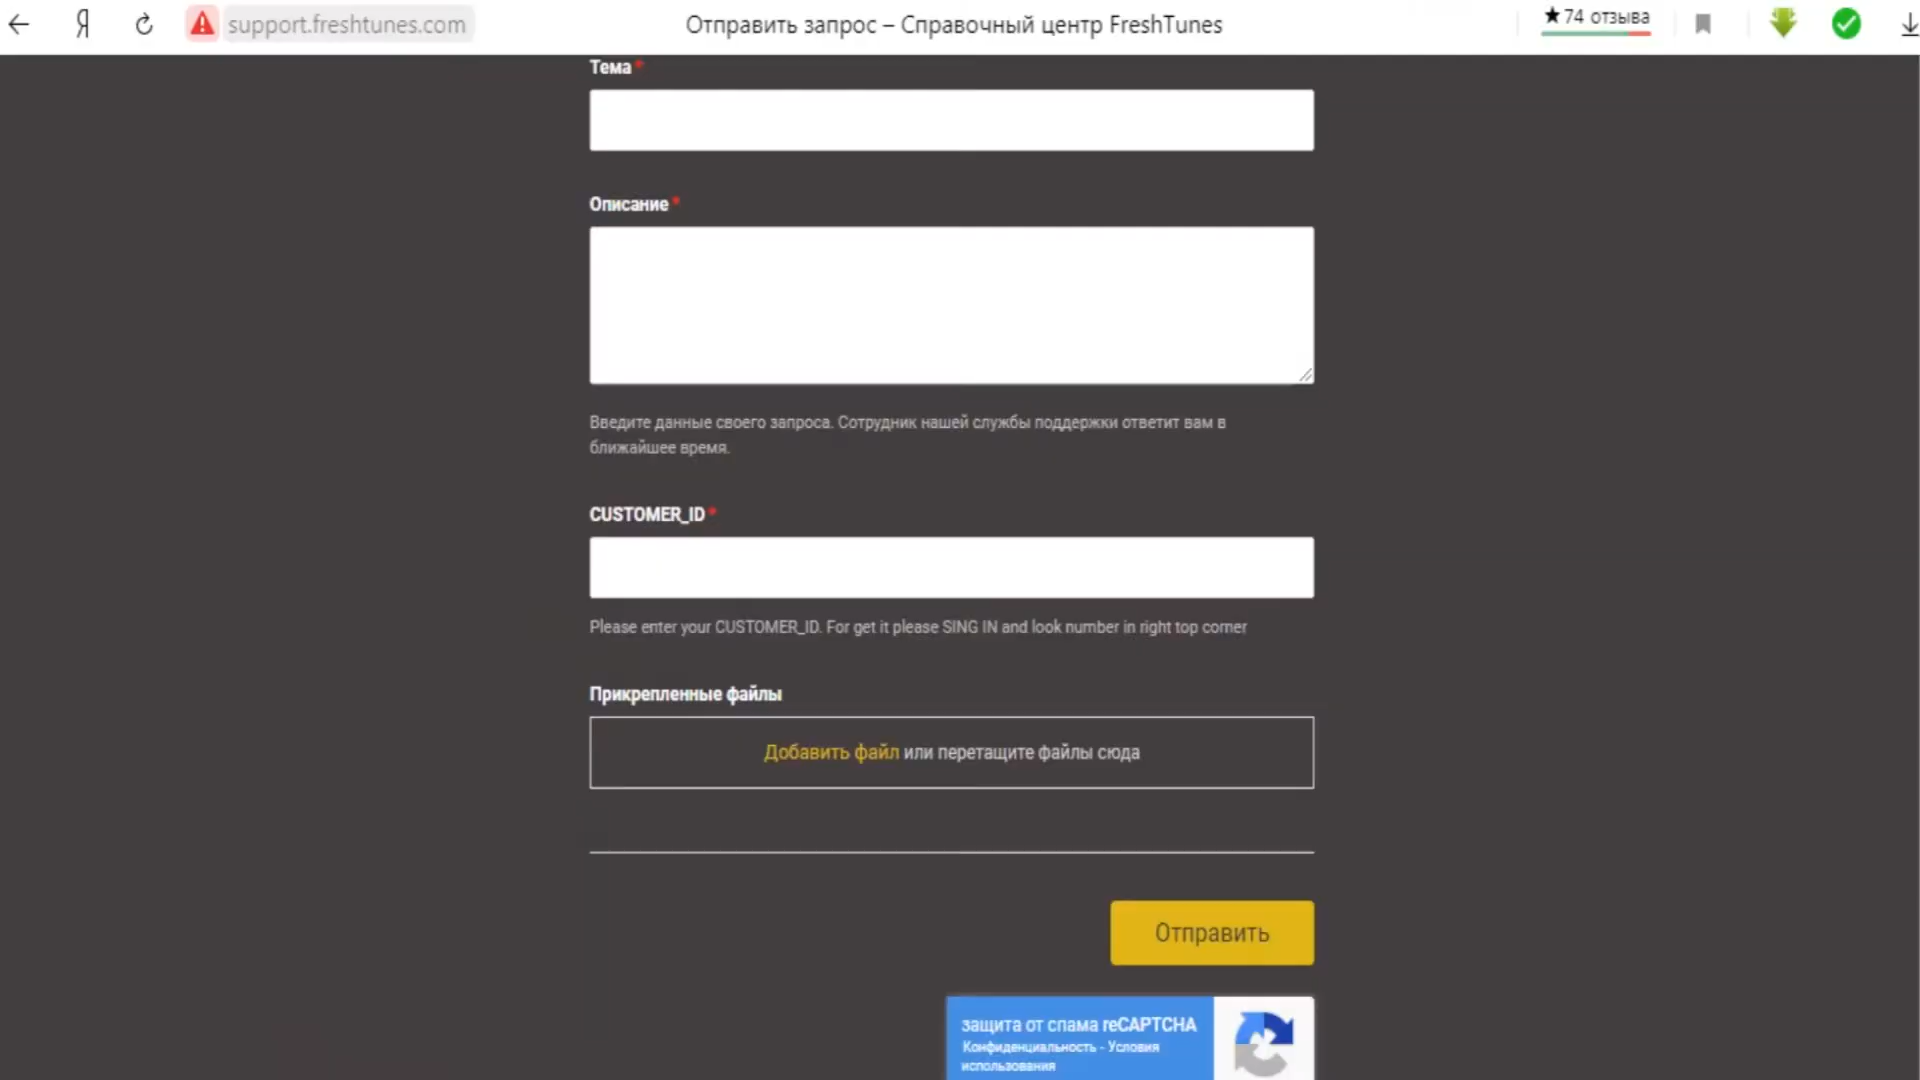 Я
support.freshtunes.com
Отправить запрос – Справочный центр FreshTunes
★74 отзыва
Тема*
Описание*
Введите данные своего запроса. Сотрудник нашей службы поддержки ответит вам в
ближайшее время.
CUSTOMER_ID*
Please enter your CUSTOMER_ID. For get it please SING IN and look number in right top corner
Прикрепленные файлы
Добавить файл или перетащите файлы сюда
Отправить
защита от спама reCAPTCHA
Конфиденциальность - Условия
использования